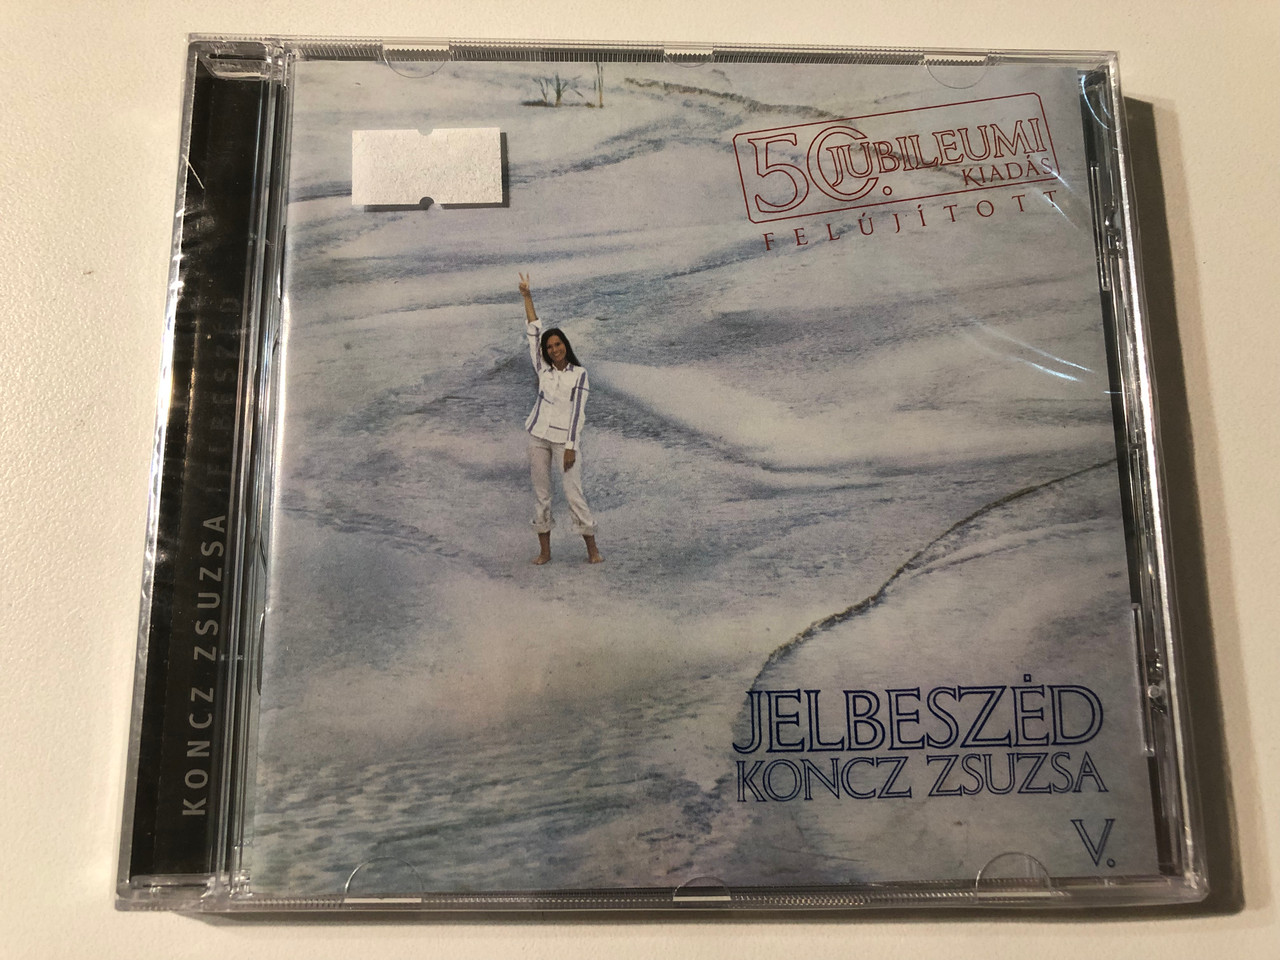 50. JUBILEUMI
KIADÁS
FELÚJÍTOTT
JELBESZÉD
KONCZ ZSUZSA
V.
KONCZ ZSUZSA JELBESZÉD